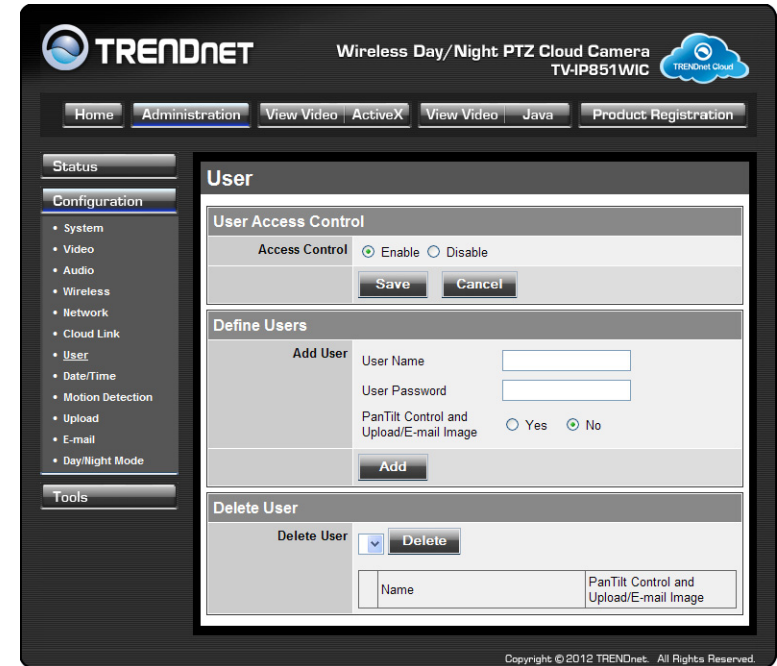 TRENDnet
Wireless Day/Night PTZ Cloud Camera
TV-IP851WIC
TRENDnet Cloud
Home Administration View Video ActiveX View Video Java Product Registration
Status
Configuration
• System
• Video
• Audio
• Wireless
• Network
• Cloud Link
• User
• Date/Time
• Motion Detection
• Upload
• E-mail
• Day/Night Mode
Tools
User
User Access Control
Access Control Enable Disable
Save Cancel
Define Users
Add User
User Name
User Password
PanTilt Control and
Upload/E-mail Image
Yes No
Add
Delete User
Delete User Delete
Name
PanTilt Control and
Upload/E-mail Image
Copyright © 2012 TRENDnet. All Rights Reserved.